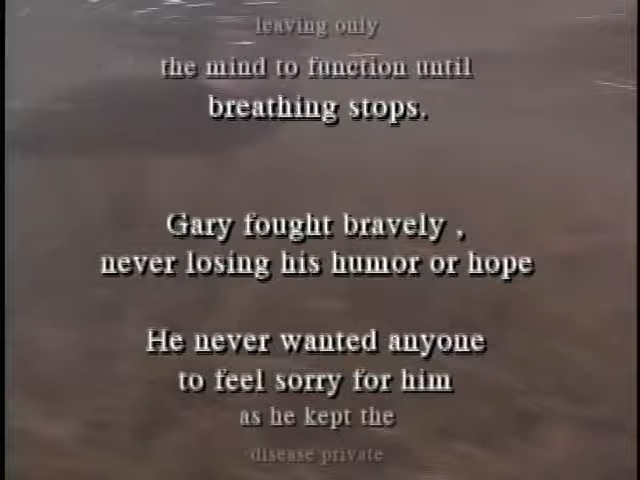 leaving only
the mind to function until
breathing stops.
Gary fought bravely ,
never losing his humor or hope
He never wanted anyone
to feel sorry for him
as he kept the
disease private